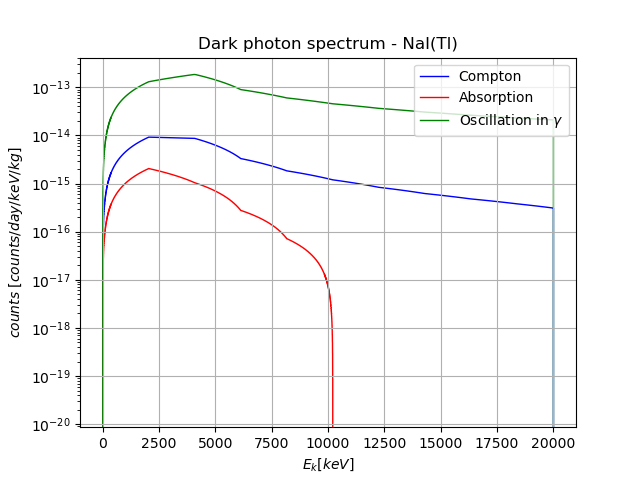 Dark photon spectrum - NaI(Tl)
Compton
Absorption
Oscillation in γ
counts [counts/day/keV/kg]
10⁻¹³
10⁻¹⁴
10⁻¹⁵
10⁻¹⁶
10⁻¹⁷
10⁻¹⁸
10⁻¹⁹
10⁻²⁰
0 2500 5000 7500 10000 12500 15000 17500 20000
Eₖ[keV]